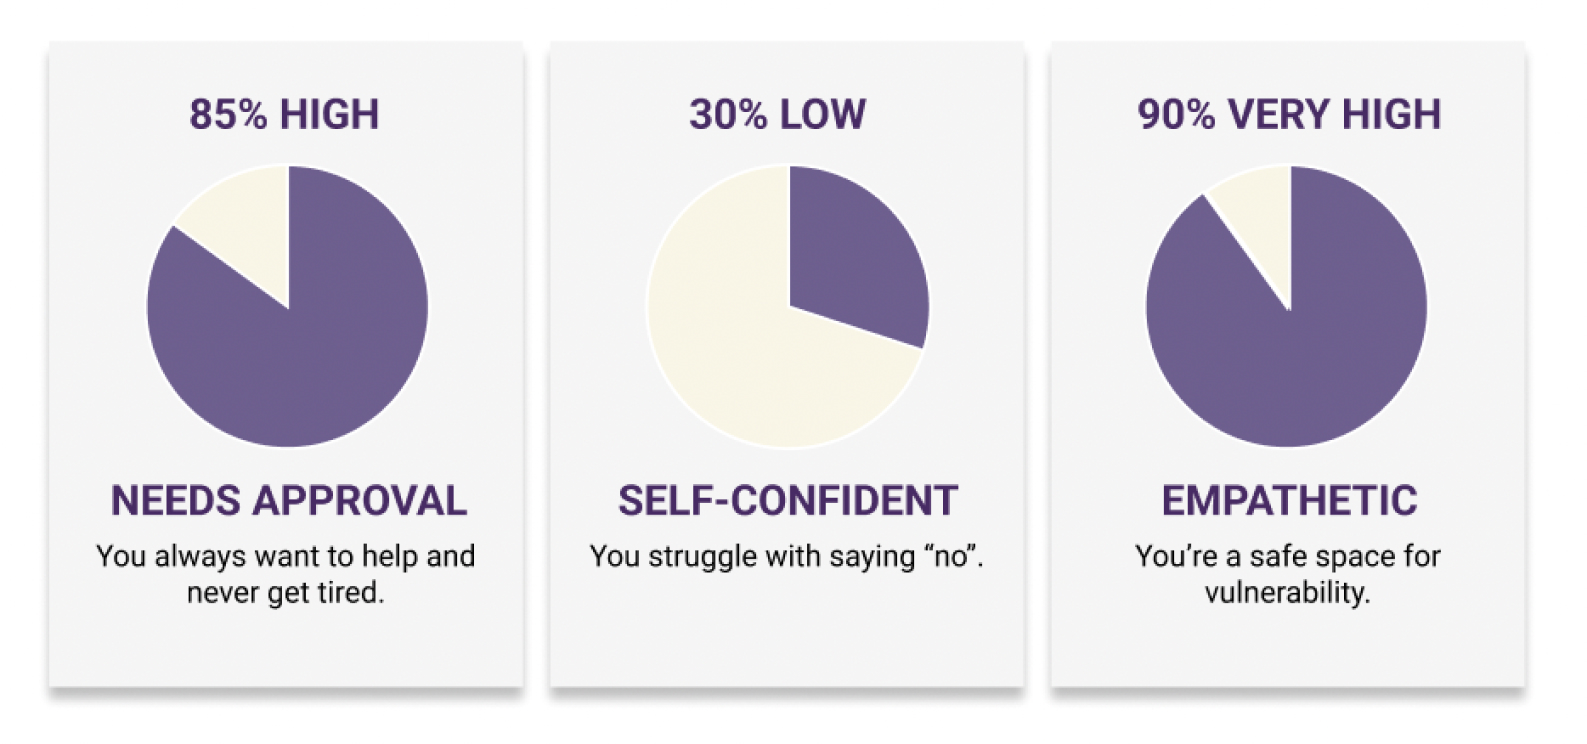 85% HIGH
NEEDS APPROVAL
You always want to help and
never get tired.
30% LOW
SELF-CONFIDENT
You struggle with saying “no”.
90% VERY HIGH
EMPATHETIC
You’re a safe space for
vulnerability.